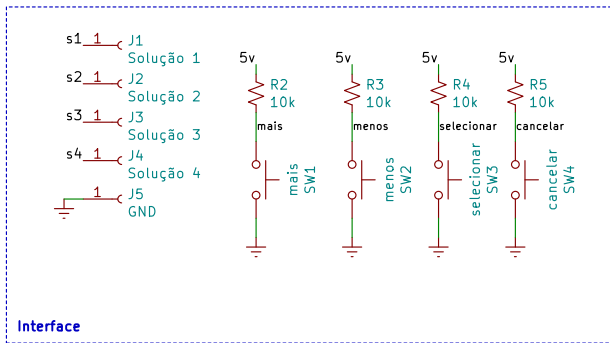 s1 1 J1
Solução 1
s2 1 J2
Solução 2
s3 1 J3
Solução 3
s4 1 J4
Solução 4
1 J5
GND
5v 5v 5v 5v
R2 R3 R4 R5
10k 10k 10k 10k
mais menos selecionar cancelar
mais
SW1
menos
SW2
selecionar
SW3
cancelar
SW4
Interface